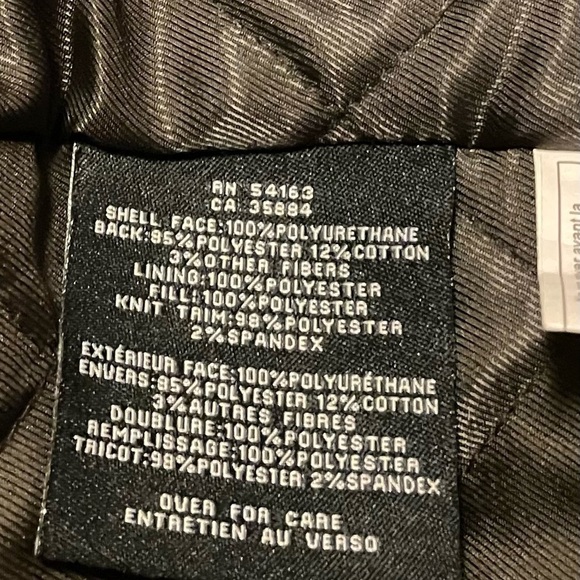 RN 54163
CA 35884
SHELL FACE:100%POLYURETHANE
BACK:85%POLYESTER 12%COTTON
3%OTHER FIBERS
LINING:100%POLYESTER
FILL:100%POLYESTER
KNIT TRIM:98%POLYESTER
2%SPANDEX
EXTÉRIEUR FACE:100%POLYURÉTHANE
ENVERS:85%POLYESTER 12%COTTON
3%AUTRES FIBRES
DOUBLURE:100%POLYESTER
REMPLISSAGE:100%POLYESTER
TRICOT:98%POLYESTER 2%SPANDEX
OVER FOR CARE
ENTRETIEN AU VERSO